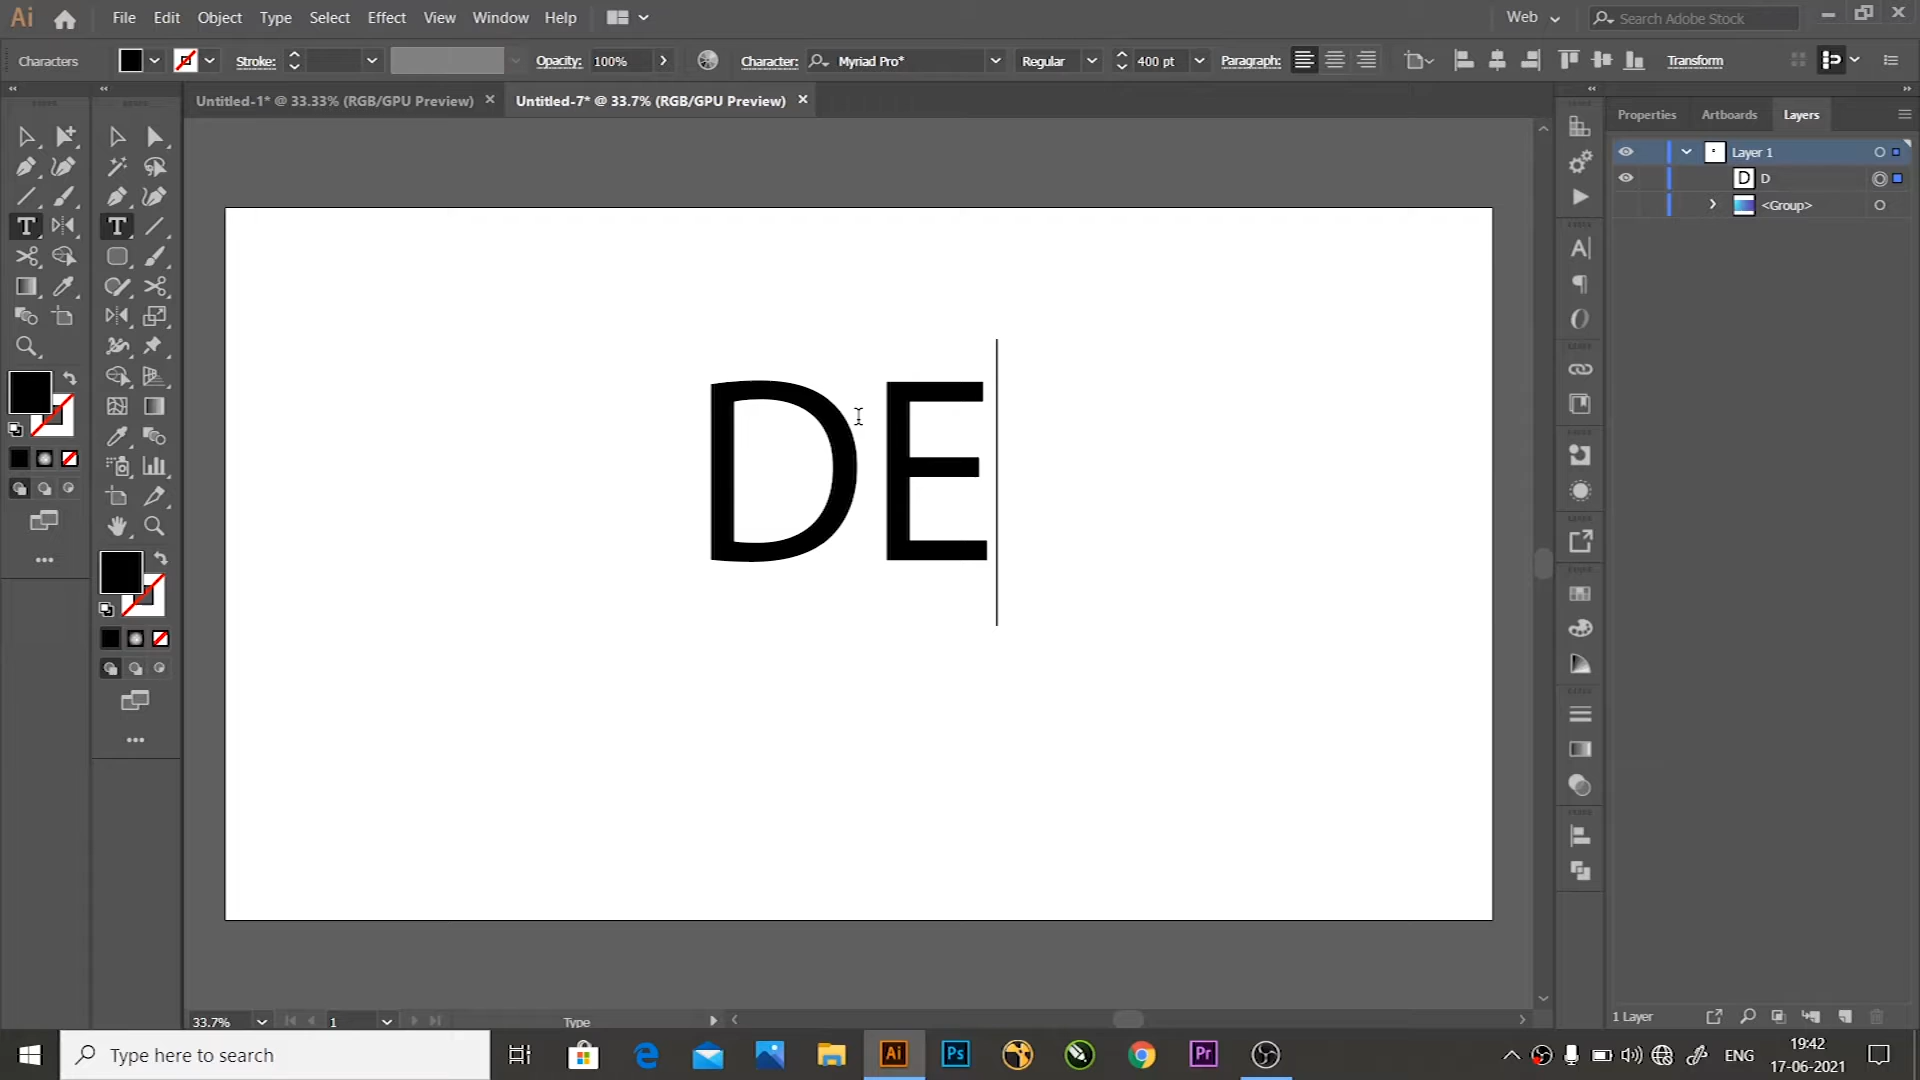 Ai File Edit Object Type Select Effect View Window Help Web Search Adobe Stock
Characters Stroke: Opacity: 100% Character: Myriad Pro* Regular 400 pt Paragraph: Transform
Untitled-1* @ 33.33% (RGB/GPU Preview) Untitled-7* @ 33.7% (RGB/GPU Preview)
Properties Artboards Layers
Layer 1
D D
<Group>
DE
33.7% 1 Type
1 Layer
Type here to search
Ai Ps Pr
ENG
19:42
17-06-2021